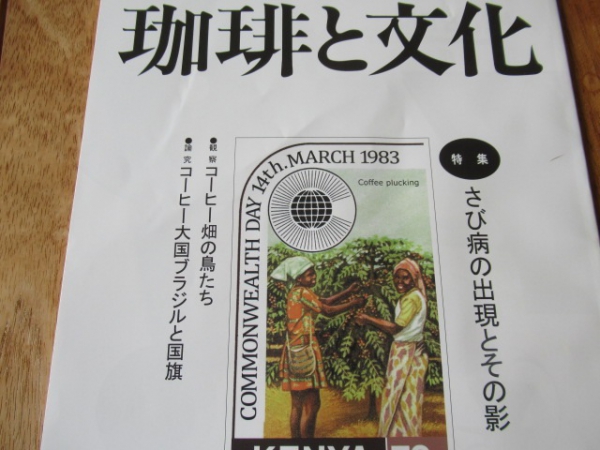 珈琲と文化
特集
さび病の出現とその影
●観察 コーヒー畑の鳥たち
●論究 コーヒー大国ブラジルと国旗
COMMONWEALTH DAY 14th. MARCH 1983
Coffee plucking
KENYA